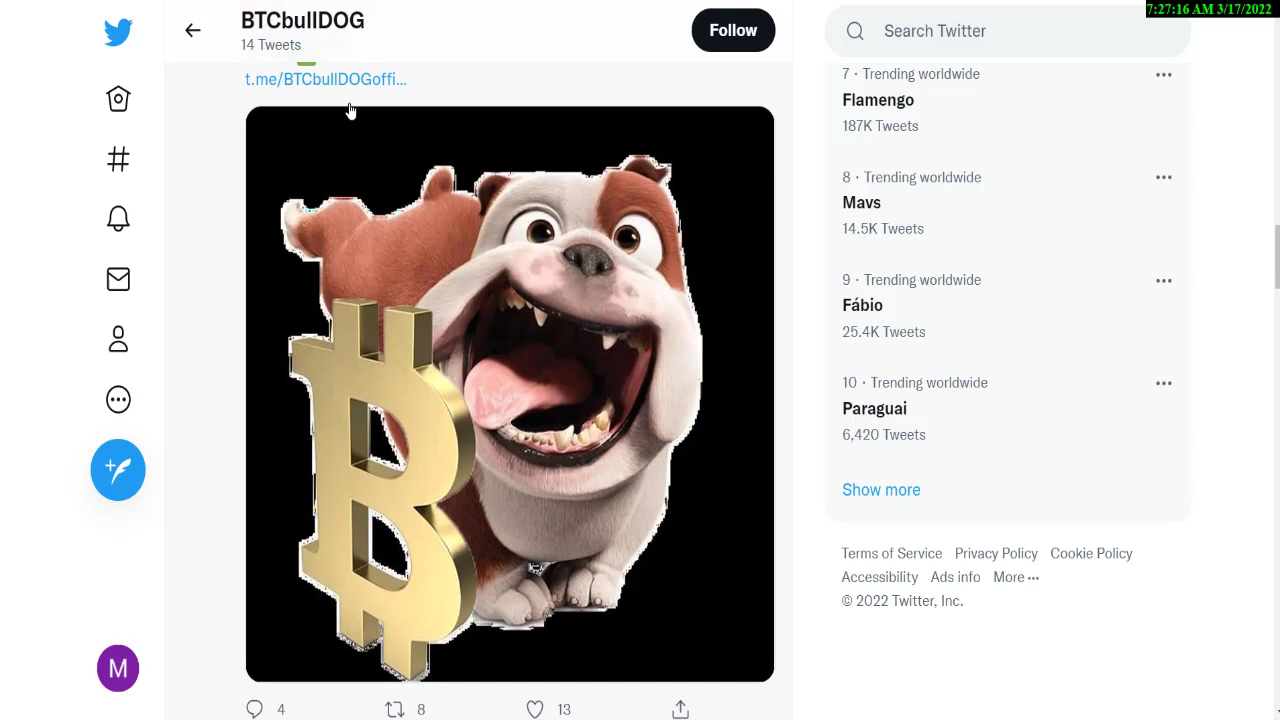 7:27:16 AM 3/17/2022
BTCbullDOG
14 Tweets
Follow
Search Twitter
t.me/BTCbullDOGoffi...
4
8
13
7 · Trending worldwide
Flamengo
187K Tweets
8 · Trending worldwide
Mavs
14.5K Tweets
9 · Trending worldwide
Fábio
25.4K Tweets
10 · Trending worldwide
Paraguai
6,420 Tweets
Show more
Terms of Service Privacy Policy Cookie Policy
Accessibility Ads info More ···
© 2022 Twitter, Inc.
M